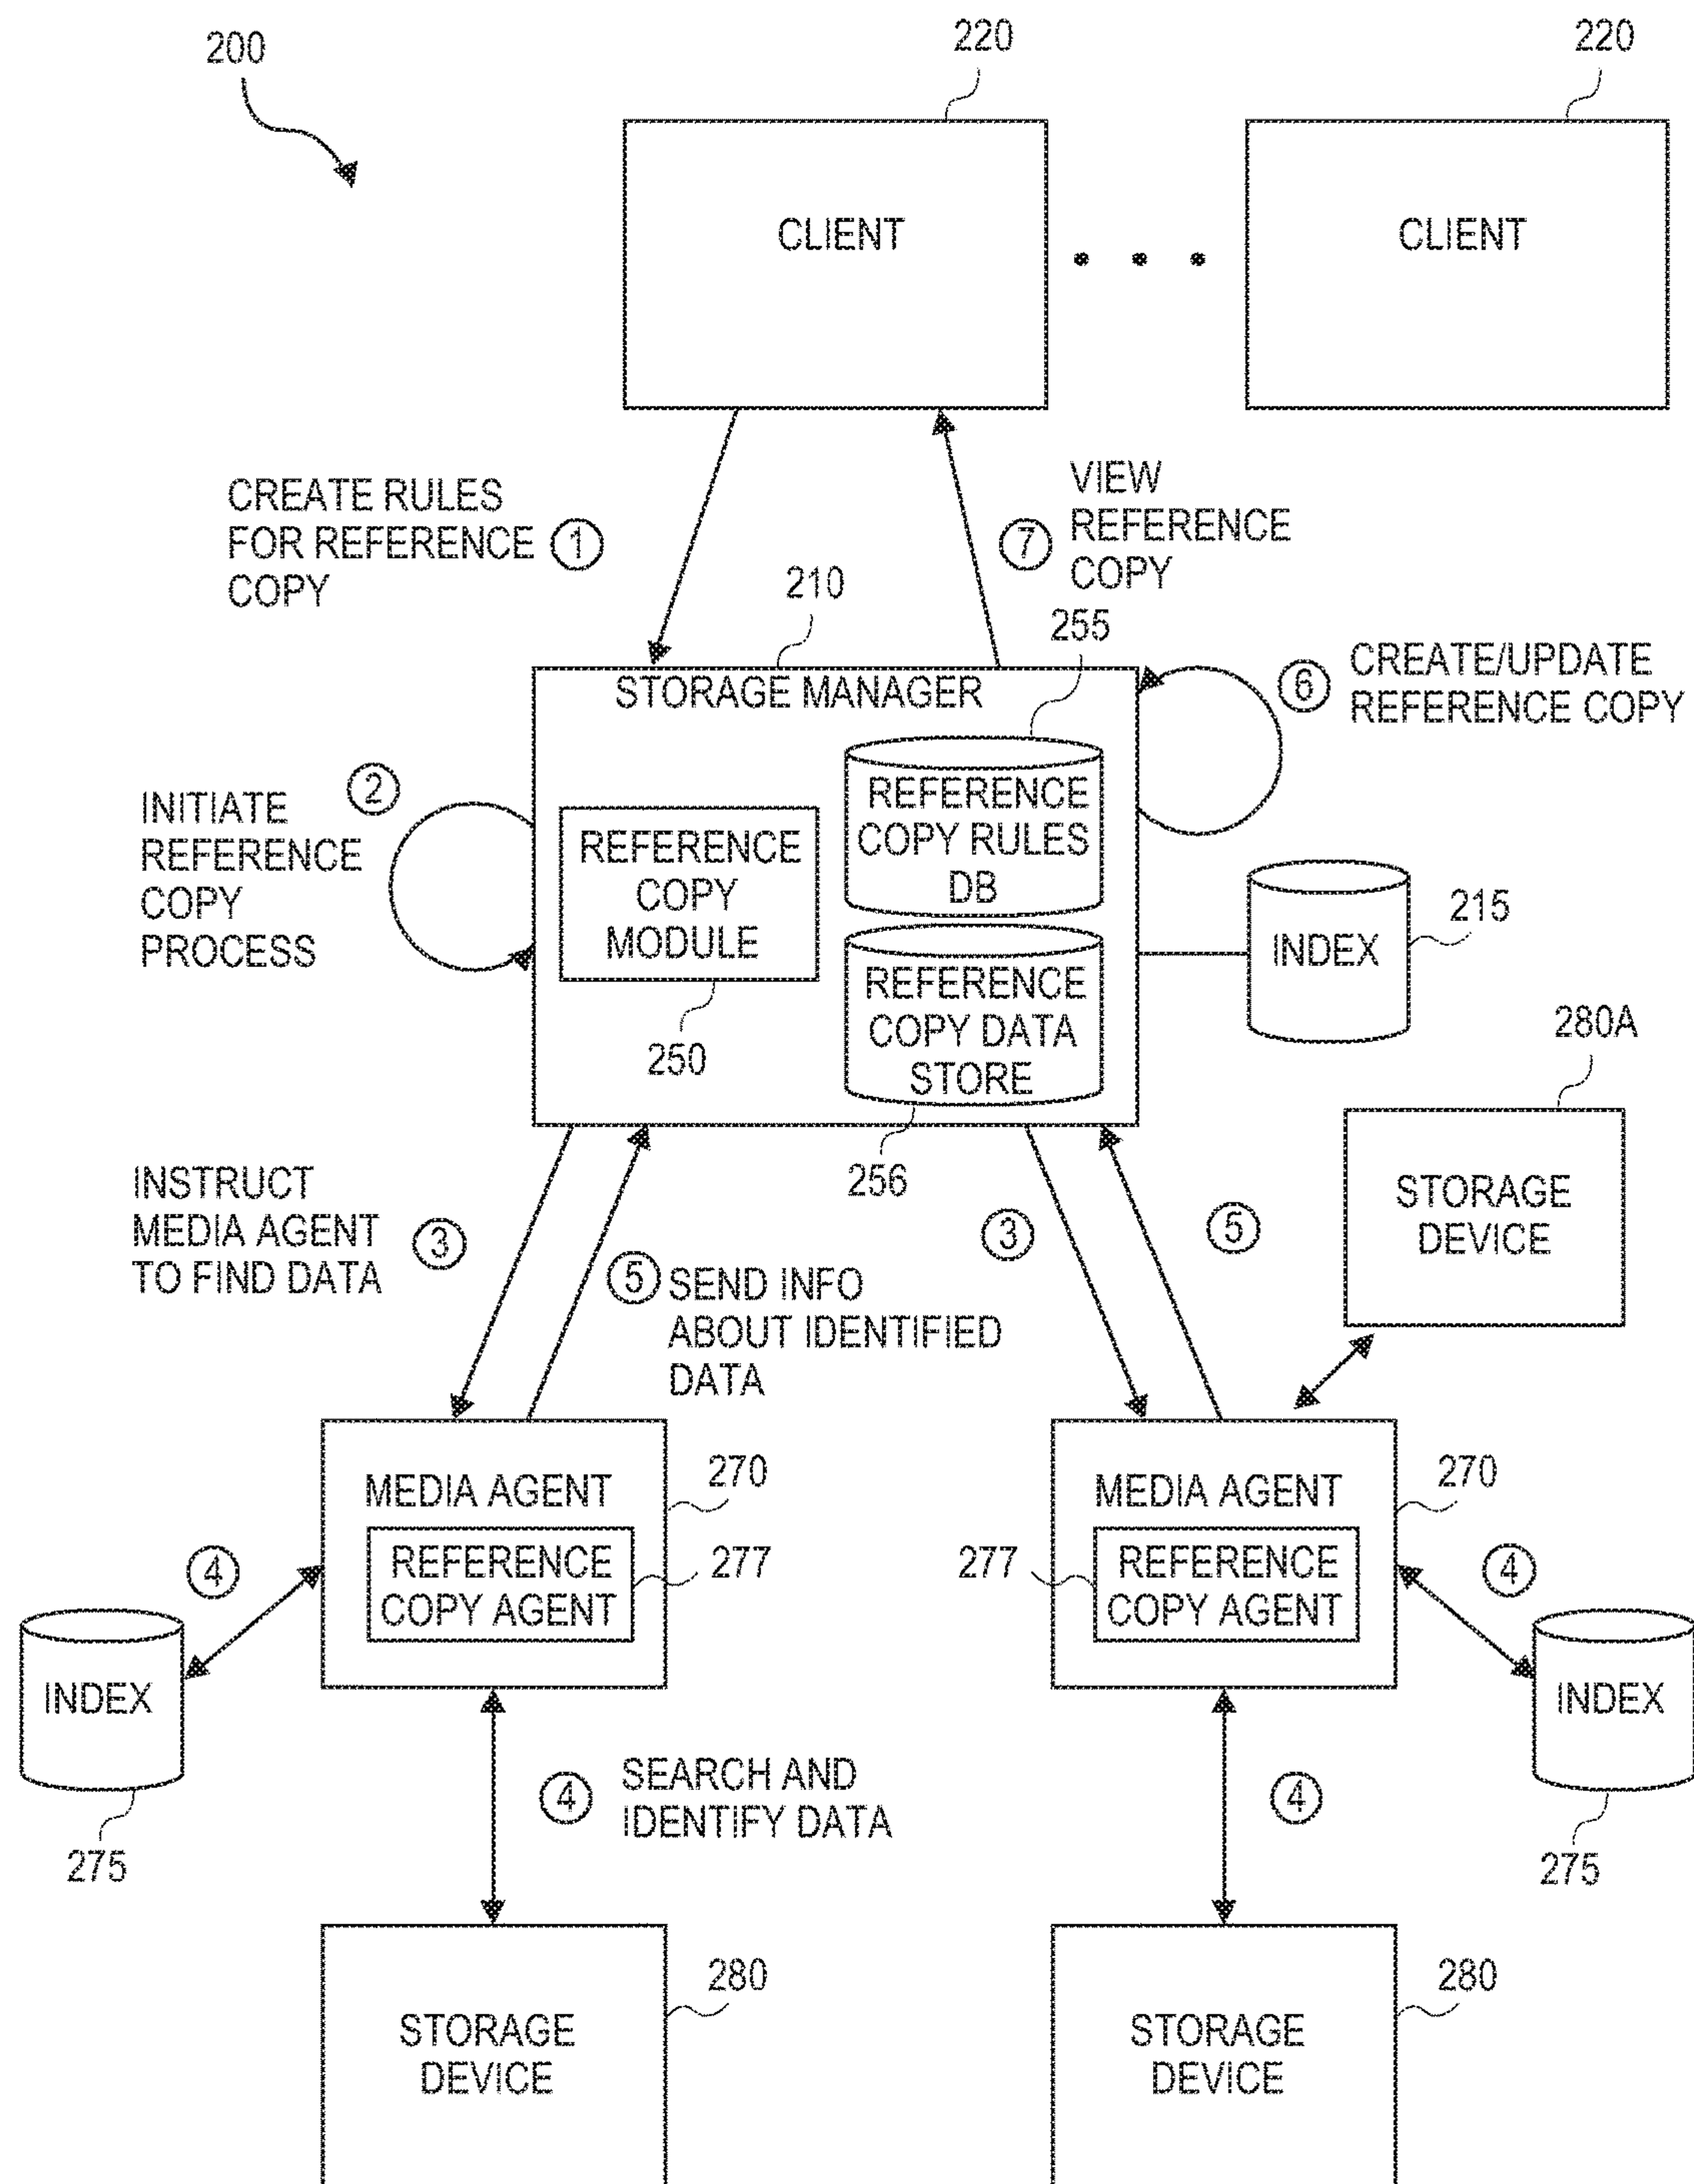 200
220
220
CLIENT
CLIENT
CREATE RULES
FOR REFERENCE
COPY
1
7
VIEW
REFERENCE
COPY
210
255
STORAGE MANAGER
6
CREATE/UPDATE
REFERENCE COPY
2
INITIATE
REFERENCE
COPY
PROCESS
REFERENCE
COPY
MODULE
250
REFERENCE
COPY RULES
DB
REFERENCE
COPY DATA
STORE
256
INDEX
215
280A
STORAGE
DEVICE
INSTRUCT
MEDIA AGENT
TO FIND DATA
3
5
SEND INFO
ABOUT IDENTIFIED
DATA
3
5
MEDIA AGENT
270
REFERENCE
COPY AGENT
277
MEDIA AGENT
270
277
REFERENCE
COPY AGENT
4
INDEX
275
4
INDEX
275
4
SEARCH AND
IDENTIFY DATA
4
STORAGE
DEVICE
280
STORAGE
DEVICE
280